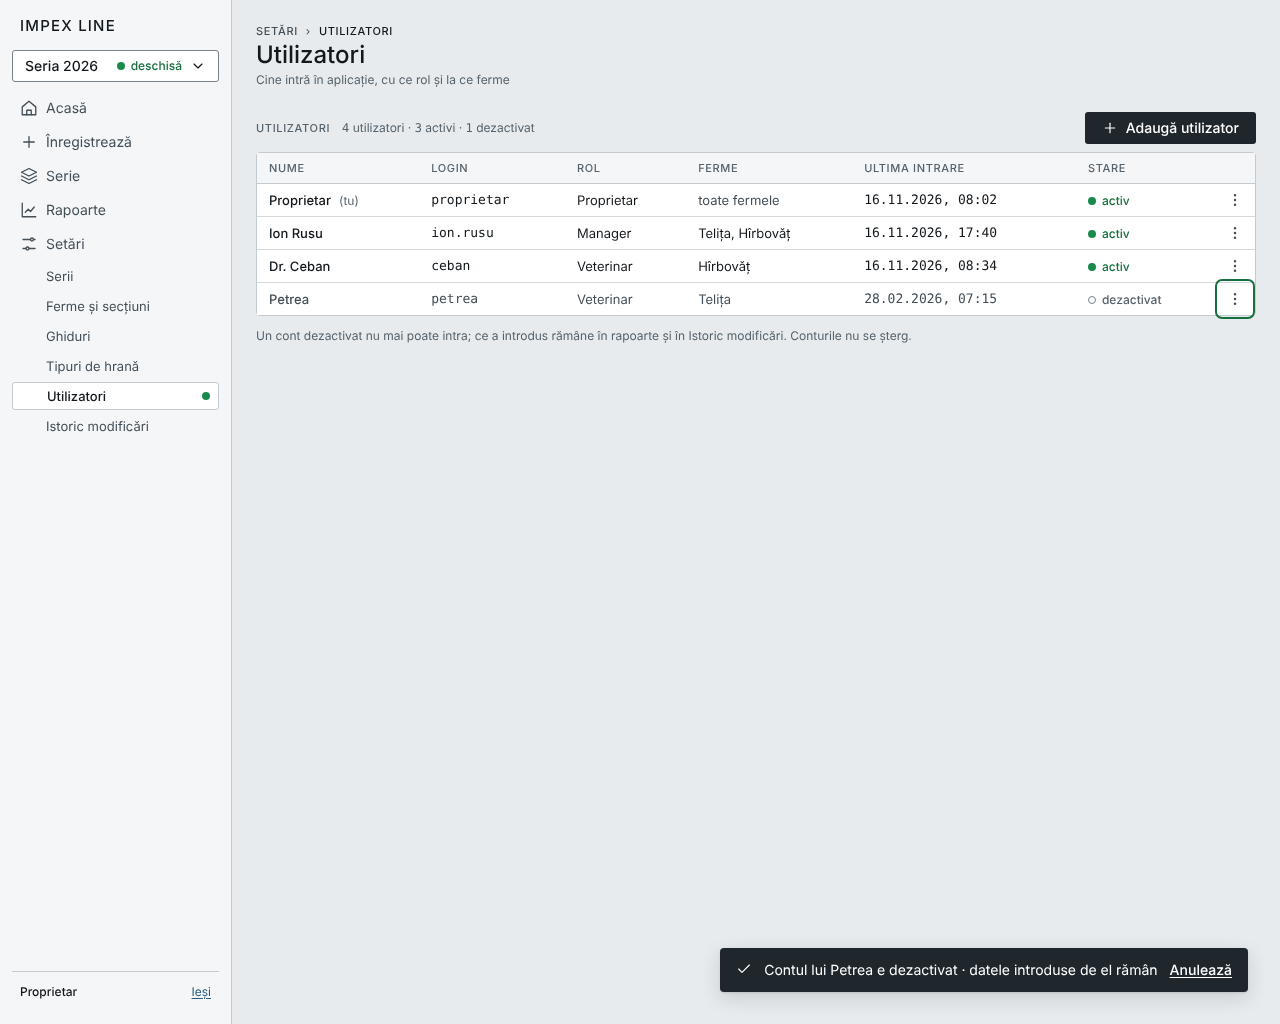 IMPEX LINE
Seria 2026 deschisă
Acasă
Înregistrează
Serie
Rapoarte
Setări
Serii
Ferme și secțiuni
Ghiduri
Tipuri de hrană
Utilizatori
Istoric modificări
Proprietar Ieși
SETĂRI › UTILIZATORI
Utilizatori
Cine intră în aplicație, cu ce rol și la ce ferme
UTILIZATORI 4 utilizatori · 3 activi · 1 dezactivat
+ Adaugă utilizator
NUME LOGIN ROL FERME ULTIMA INTRARE STARE
Proprietar (tu) proprietar Proprietar toate fermele 16.11.2026, 08:02 activ
Ion Rusu ion.rusu Manager Telița, Hîrbovăț 16.11.2026, 17:40 activ
Dr. Ceban ceban Veterinar Hîrbovăț 16.11.2026, 08:34 activ
Petrea petrea Veterinar Telița 28.02.2026, 07:15 dezactivat
Un cont dezactivat nu mai poate intra; ce a introdus rămâne în rapoarte și în Istoric modificări. Conturile nu se șterg.
Contul lui Petrea e dezactivat · datele introduse de el rămân Anulează